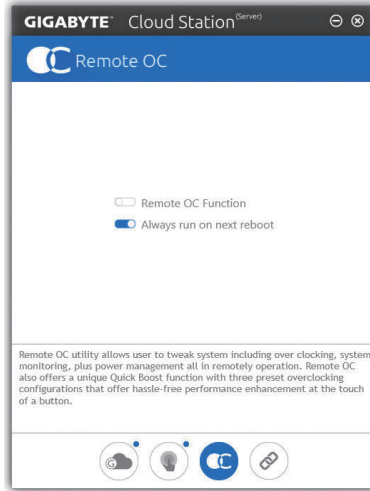 GIGABYTE™ Cloud Station(Server)
Remote OC
Remote OC Function
Always run on next reboot
Remote OC utility allows user to tweak system including over clocking, system
monitoring, plus power management all in remotely operation. Remote OC
also offers a unique Quick Boost function with three preset overclocking
configurations that offer hassle-free performance enhancement at the touch
of a button.